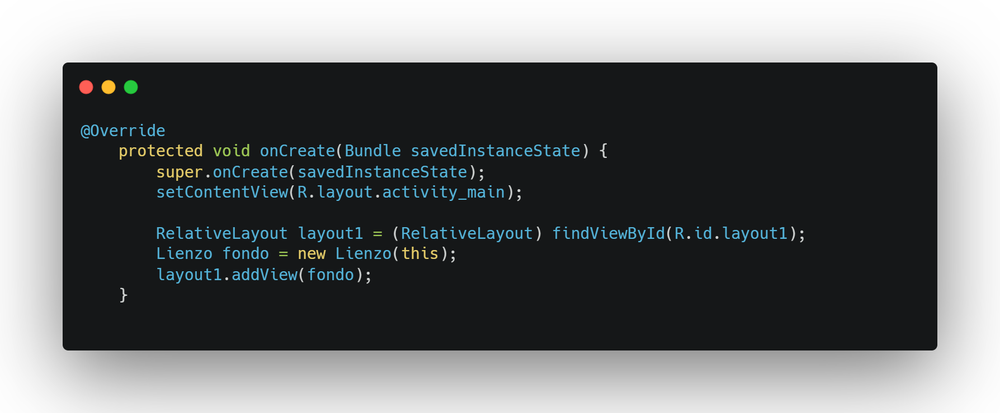 @Override
    protected void onCreate(Bundle savedInstanceState) {
        super.onCreate(savedInstanceState);
        setContentView(R.layout.activity_main);

        RelativeLayout layout1 = (RelativeLayout) findViewById(R.id.layout1);
        Lienzo fondo = new Lienzo(this);
        layout1.addView(fondo);
    }